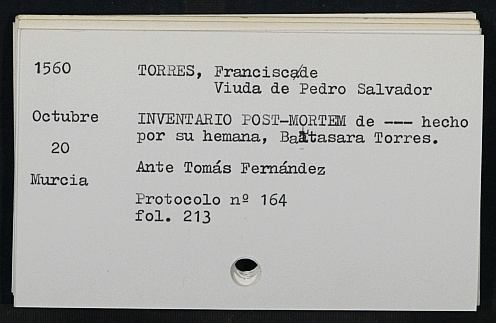 1560 TORRES, Francisca/de
Viuda de Pedro Salvador
Octubre INVENTARIO POST-MORTEM de --- hecho
20 por su hemana, Baltasara Torres.
Murcia Ante Tomás Fernández
Protocolo nº 164
fol. 213